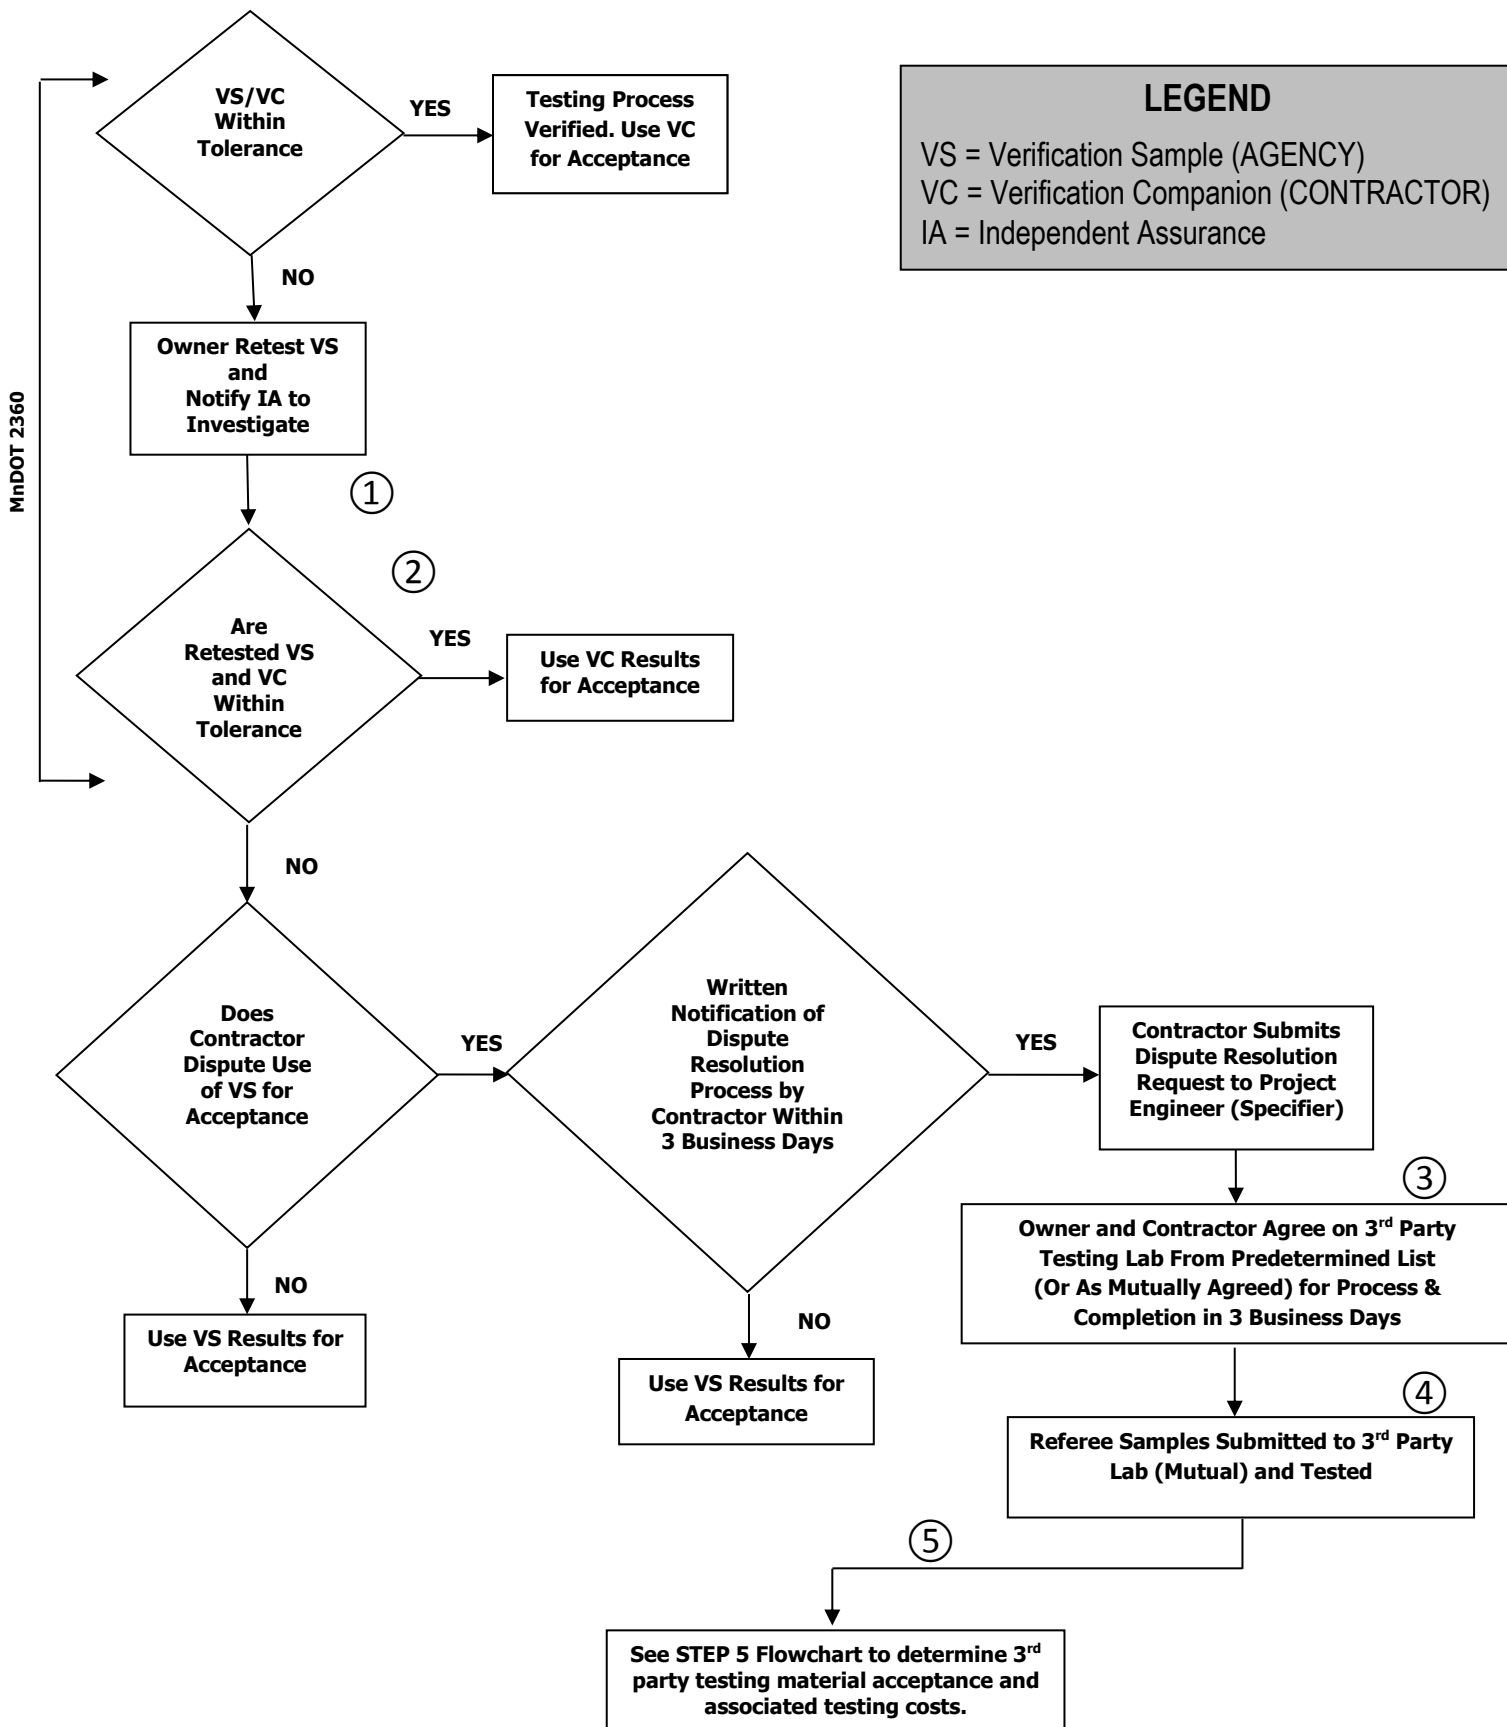 VS/VC
Within
Tolerance
YES
Testing Process
Verified. Use VC
for Acceptance
LEGEND
VS = Verification Sample (AGENCY)
VC = Verification Companion (CONTRACTOR)
IA = Independent Assurance
NO
Owner Retest VS
and
Notify IA to
Investigate
MnDOT 2360
①
②
Are
Retested VS
and VC
Within
Tolerance
YES
Use VC Results
for Acceptance
NO
Does
Contractor
Dispute Use
of VS for
Acceptance
YES
Written
Notification of
Dispute
Resolution
Process by
Contractor Within
3 Business Days
YES
Contractor Submits
Dispute Resolution
Request to Project
Engineer (Specifier)
③
Owner and Contractor Agree on 3rd Party
Testing Lab From Predetermined List
(Or As Mutually Agreed) for Process &
Completion in 3 Business Days
NO
Use VS Results for
Acceptance
NO
Use VS Results for
Acceptance
④
Referee Samples Submitted to 3rd Party
Lab (Mutual) and Tested
⑤
See STEP 5 Flowchart to determine 3rd
party testing material acceptance and
associated testing costs.